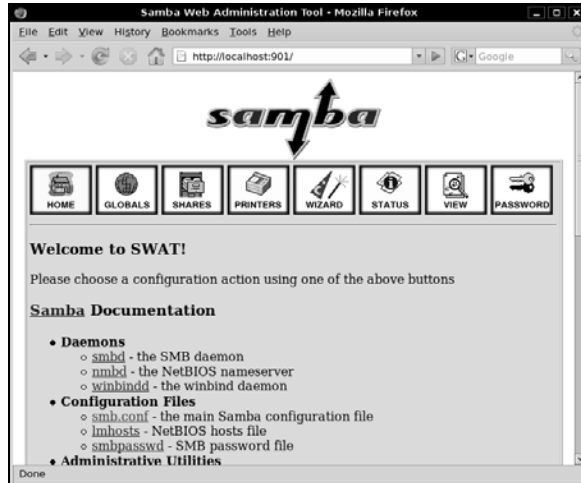 Samba Web Administration Tool - Mozilla Firefox
File Edit View History Bookmarks Tools Help
http://localhost:901/
Google
samba
HOME GLOBALS SHARES PRINTERS WIZARD STATUS VIEW PASSWORD
Welcome to SWAT!
Please choose a configuration action using one of the above buttons
Samba Documentation
• Daemons
○ smbd - the SMB daemon
○ nmbd - the NetBIOS nameserver
○ winbindd - the winbind daemon
• Configuration Files
○ smb.conf - the main Samba configuration file
○ lmhosts - NetBIOS hosts file
○ smbpasswd - SMB password file
• Administrative Utilities
Done